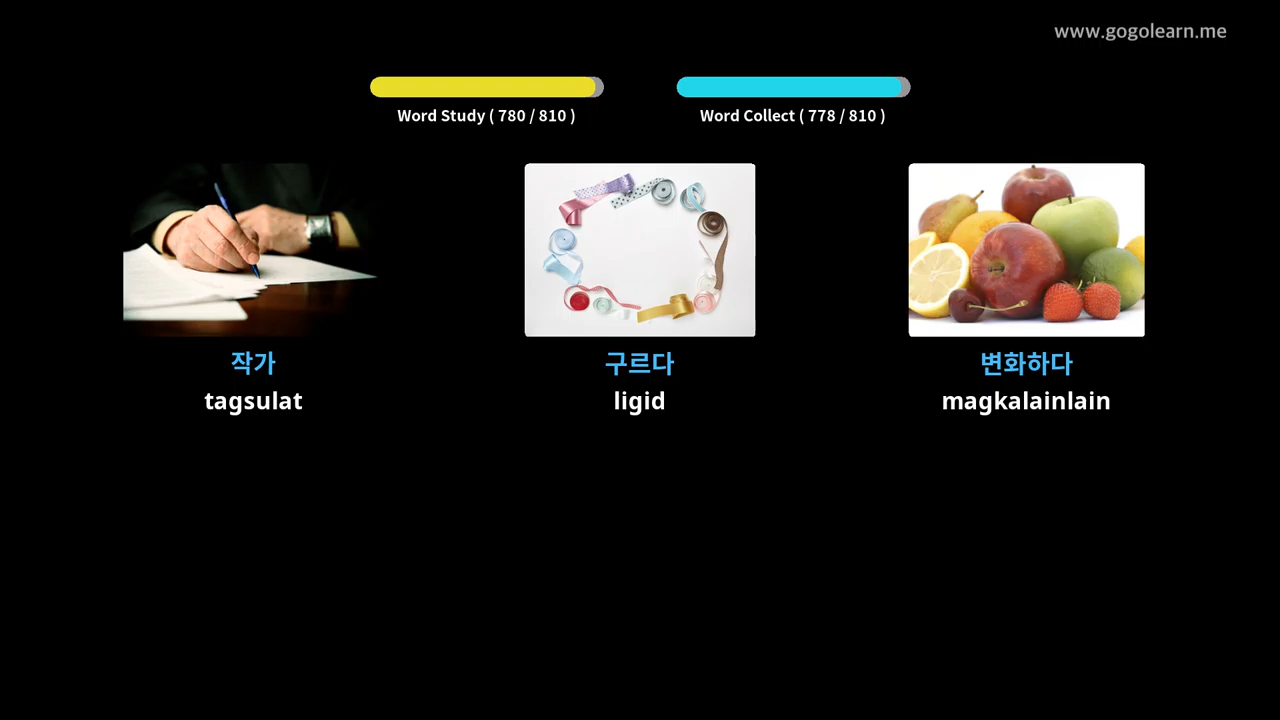 www.gogolearn.me
Word Study ( 780 / 810 )
Word Collect ( 778 / 810 )
작가
tagsulat
구르다
ligid
변화하다
magkalainlain